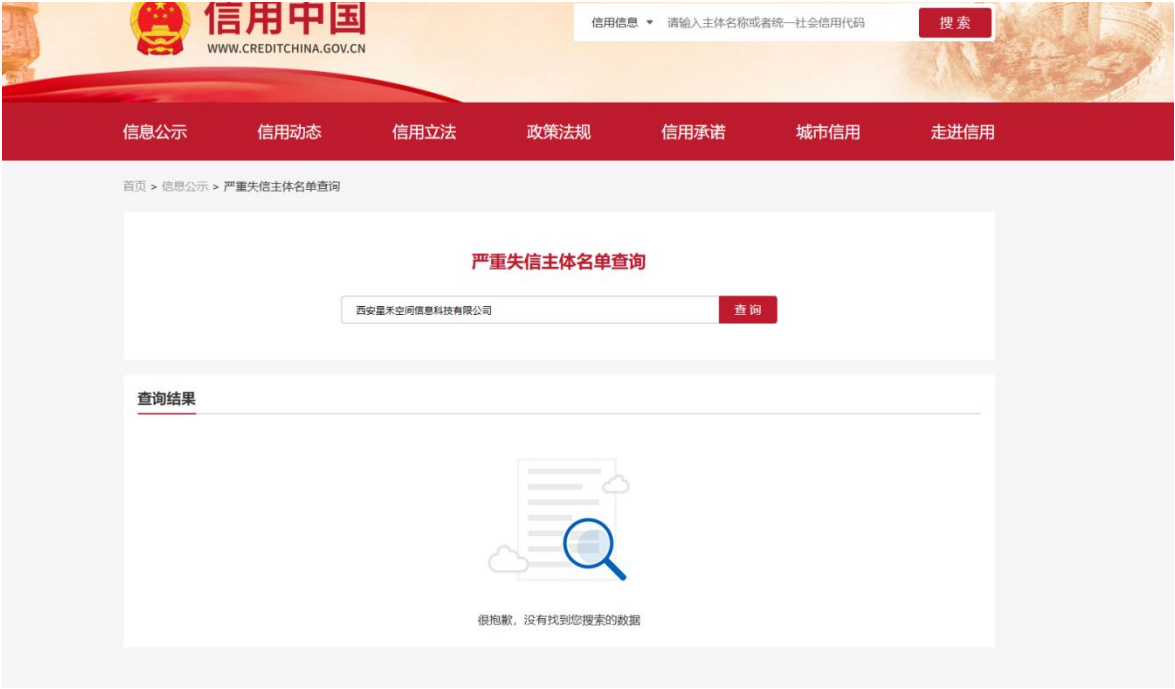 信用中国
WWW.CREDITCHINA.GOV.CN
信用信息 请输入主体名称或者统一社会信用代码 搜索
信息公示 信用动态 信用立法 政策法规 信用承诺 城市信用 走进信用
首页 > 信息公示 > 严重失信主体名单查询
严重失信主体名单查询
西安星禾空间信息科技有限公司 查询
查询结果
很抱歉，没有找到您搜索的数据